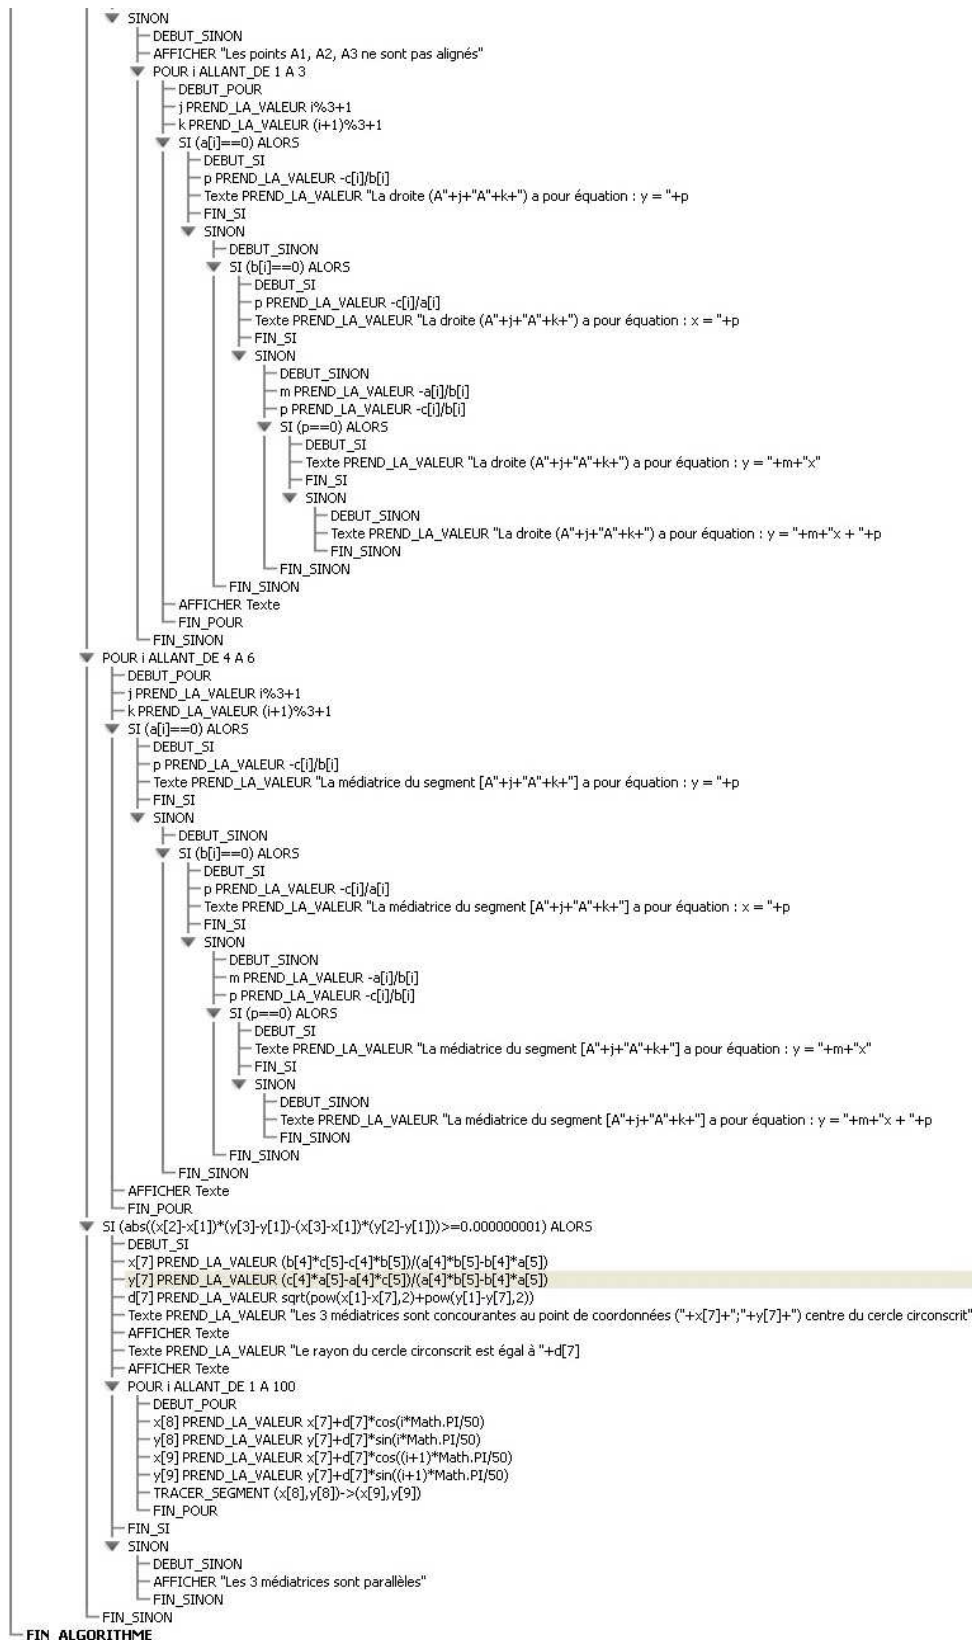 SINON
DEBUT_SINON
AFFICHER "Les points A1, A2, A3 ne sont pas alignés"
POUR i ALLANT_DE 1 A 3
DEBUT_POUR
j PREND_LA_VALEUR i%3+1
k PREND_LA_VALEUR (i+1)%3+1
SI (a[i]==0) ALORS
DEBUT_SI
p PREND_LA_VALEUR -c[i]/b[i]
Texte PREND_LA_VALEUR "La droite (A"+j+"A"+k+") a pour équation : y = "+p
FIN_SI
SINON
DEBUT_SINON
SI (b[i]==0) ALORS
DEBUT_SI
p PREND_LA_VALEUR -c[i]/a[i]
Texte PREND_LA_VALEUR "La droite (A"+j+"A"+k+") a pour équation : x = "+p
FIN_SI
SINON
DEBUT_SINON
m PREND_LA_VALEUR -a[i]/b[i]
p PREND_LA_VALEUR -c[i]/b[i]
SI (p==0) ALORS
DEBUT_SI
Texte PREND_LA_VALEUR "La droite (A"+j+"A"+k+") a pour équation : y = "+m+"x"
FIN_SI
SINON
DEBUT_SINON
Texte PREND_LA_VALEUR "La droite (A"+j+"A"+k+") a pour équation : y = "+m+"x + "+p
FIN_SINON
FIN_SINON
FIN_SINON
AFFICHER Texte
FIN_POUR
FIN_SINON
POUR i ALLANT_DE 4 A 6
DEBUT_POUR
j PREND_LA_VALEUR i%3+1
k PREND_LA_VALEUR (i+1)%3+1
SI (a[i]==0) ALORS
DEBUT_SI
p PREND_LA_VALEUR -c[i]/b[i]
Texte PREND_LA_VALEUR "La médiatrice du segment [A"+j+"A"+k+"] a pour équation : y = "+p
FIN_SI
SINON
DEBUT_SINON
SI (b[i]==0) ALORS
DEBUT_SI
p PREND_LA_VALEUR -c[i]/a[i]
Texte PREND_LA_VALEUR "La médiatrice du segment [A"+j+"A"+k+"] a pour équation : x = "+p
FIN_SI
SINON
DEBUT_SINON
m PREND_LA_VALEUR -a[i]/b[i]
p PREND_LA_VALEUR -c[i]/b[i]
SI (p==0) ALORS
DEBUT_SI
Texte PREND_LA_VALEUR "La médiatrice du segment [A"+j+"A"+k+"] a pour équation : y = "+m+"x"
FIN_SI
SINON
DEBUT_SINON
Texte PREND_LA_VALEUR "La médiatrice du segment [A"+j+"A"+k+"] a pour équation : y = "+m+"x + "+p
FIN_SINON
FIN_SINON
FIN_SINON
AFFICHER Texte
FIN_POUR
SI (abs((x[2]-x[1])*(y[3]-y[1])-(x[3]-x[1])*(y[2]-y[1]))>=0.000000001) ALORS
DEBUT_SI
x[7] PREND_LA_VALEUR (b[4]*c[5]-c[4]*b[5])/(a[4]*b[5]-b[4]*a[5])
y[7] PREND_LA_VALEUR (c[4]*a[5]-a[4]*c[5])/(a[4]*b[5]-b[4]*a[5])
d[7] PREND_LA_VALEUR sqrt(pow(x[1]-x[7],2)+pow(y[1]-y[7],2))
Texte PREND_LA_VALEUR "Les 3 médiatrices sont concourantes au point de coordonnées ("+x[7]+";"+y[7]+") centre du cercle circonscrit"
AFFICHER Texte
Texte PREND_LA_VALEUR "Le rayon du cercle circonscrit est égal à "+d[7]
AFFICHER Texte
POUR i ALLANT_DE 1 A 100
DEBUT_POUR
x[8] PREND_LA_VALEUR x[7]+d[7]*cos(i*Math.PI/50)
y[8] PREND_LA_VALEUR y[7]+d[7]*sin(i*Math.PI/50)
x[9] PREND_LA_VALEUR x[7]+d[7]*cos((i+1)*Math.PI/50)
y[9] PREND_LA_VALEUR y[7]+d[7]*sin((i+1)*Math.PI/50)
TRACER_SEGMENT (x[8],y[8])->(x[9],y[9])
FIN_POUR
FIN_SI
SINON
DEBUT_SINON
AFFICHER "Les 3 médiatrices sont parallèles"
FIN_SINON
FIN_SINON
FIN_ALGORITHME